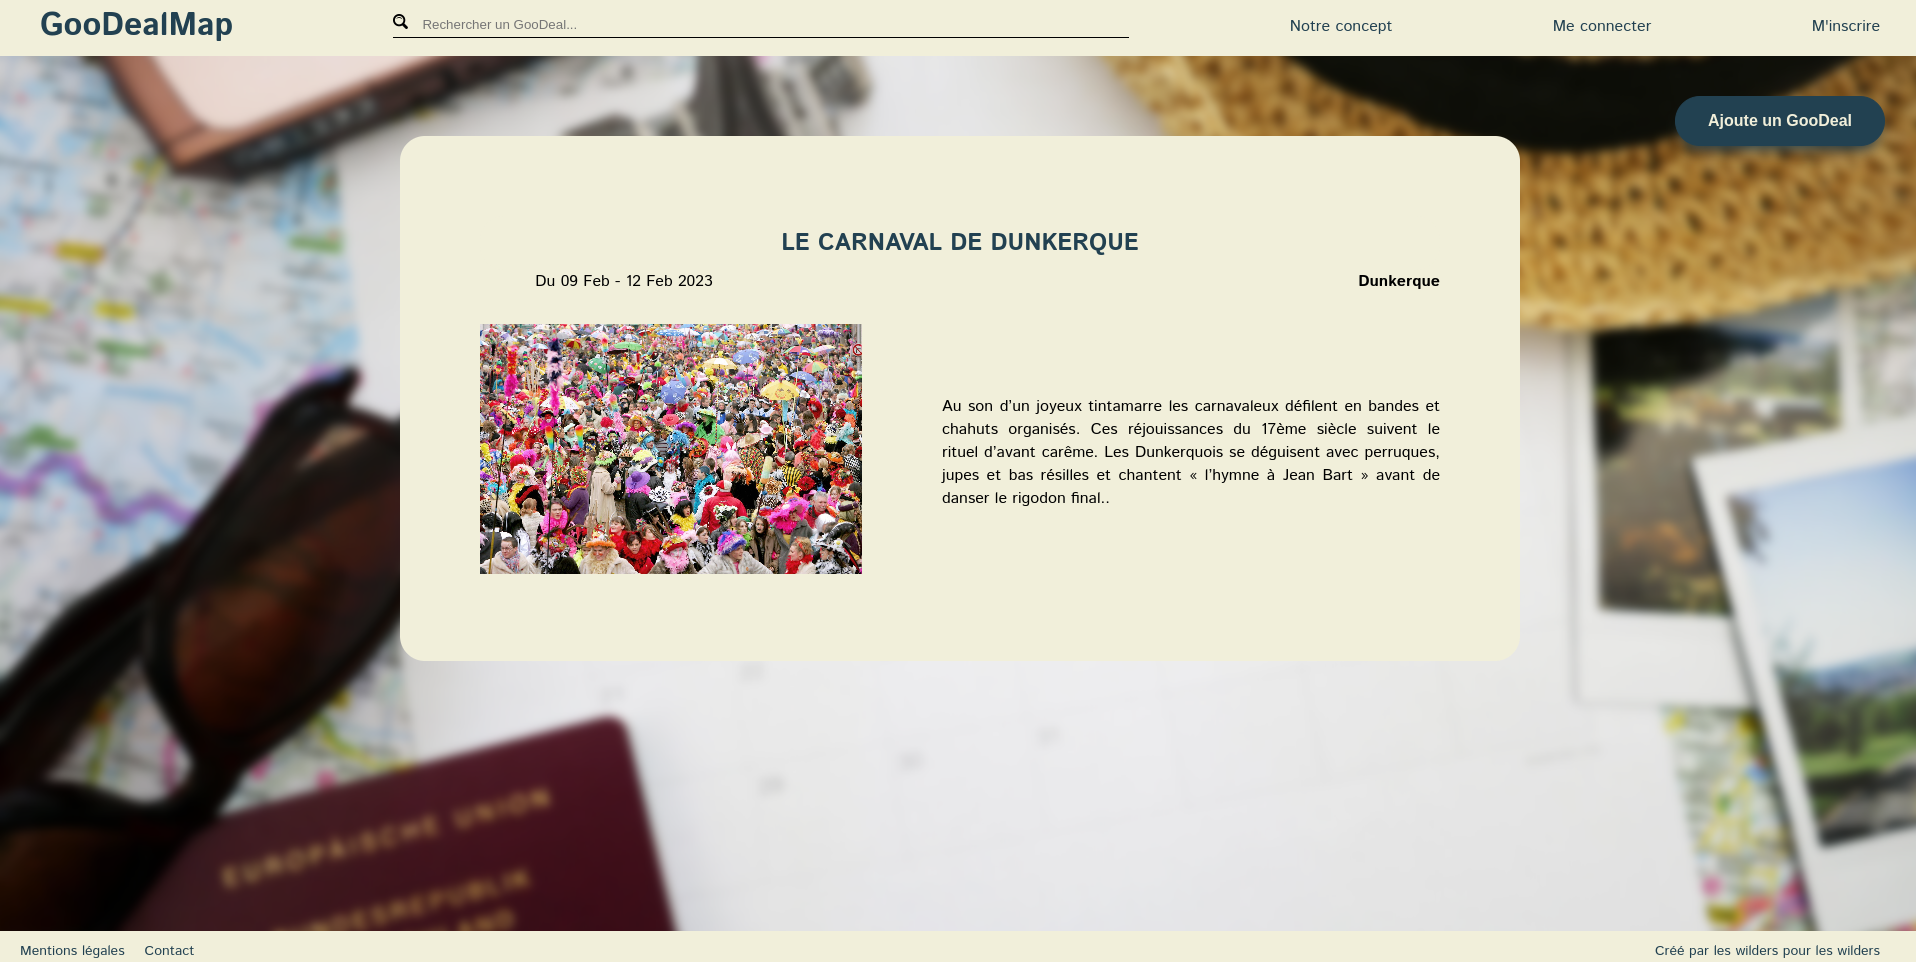 GooDealMap
Rechercher un GooDeal...
Notre concept
Me connecter
M'inscrire
Ajoute un GooDeal
LE CARNAVAL DE DUNKERQUE
Du 09 Feb - 12 Feb 2023
Dunkerque
Au son d’un joyeux tintamarre les carnavaleux défilent en bandes et
chahuts organisés. Ces réjouissances du 17ème siècle suivent le
rituel d’avant carême. Les Dunkerquois se déguisent avec perruques,
jupes et bas résilles et chantent « l’hymne à Jean Bart » avant de
danser le rigodon final..
EUROPÄISCHE UNION
BUNDESREPUBLIK
Mentions légales
Contact
Créé par les wilders pour les wilders